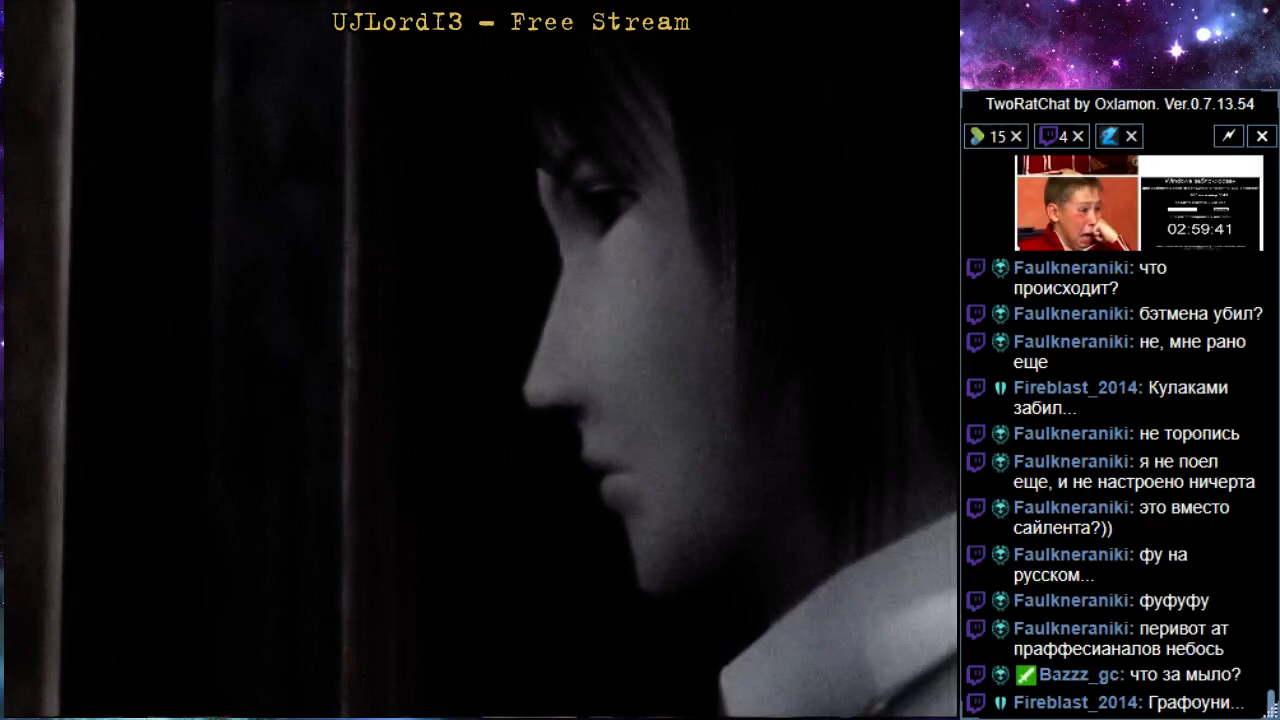 UJLordI3 - Free Stream
TwoRatChat by Oxlamon. Ver.0.7.13.54
15
4
02:59:41
Faulkneraniki: что
происходит?
Faulkneraniki: бэтмена убил?
Faulkneraniki: не, мне рано
еще
Fireblast_2014: Кулаками
забил...
Faulkneraniki: не торопись
Faulkneraniki: я не поел
еще, и не настроено ничерта
Faulkneraniki: это вместо
сайлента?))
Faulkneraniki: фу на
русском...
Faulkneraniki: фуфуфу
Faulkneraniki: перивот ат
праффесианалов небось
Bazzz_gc: что за мыло?
Fireblast_2014: Графоуни...